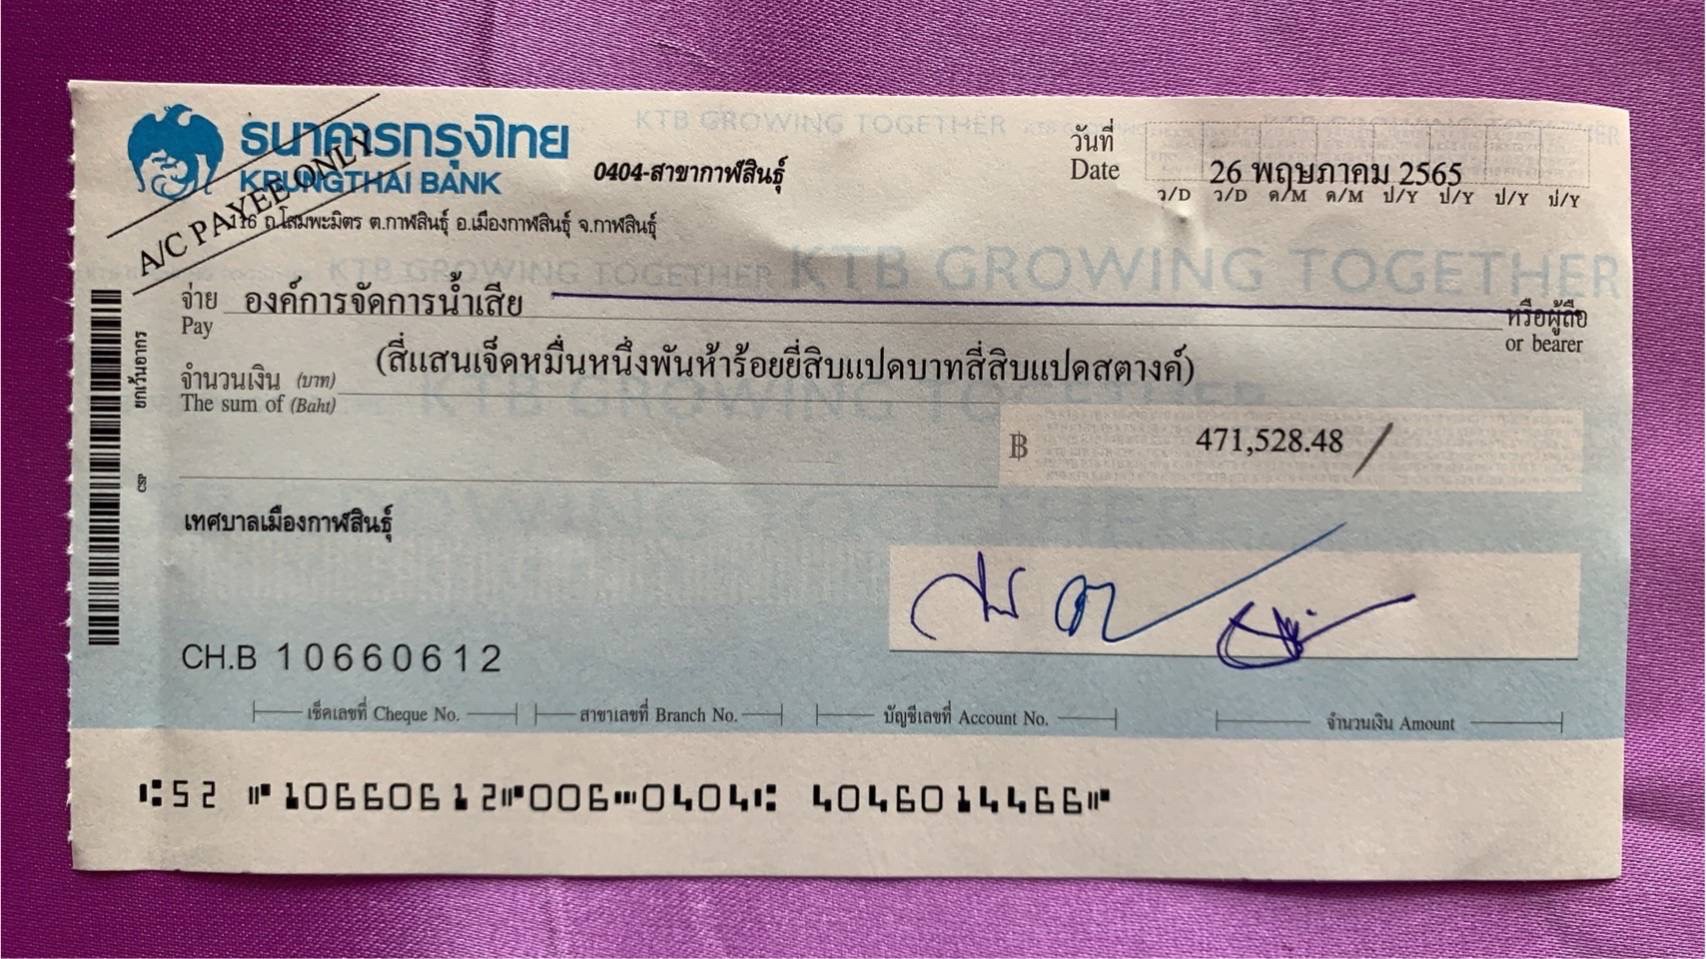 ธนาคารกรุงไทย
KRUNGTHAI BANK
A/C PAYEE ONLY
0404-สาขากาฬสินธุ์
116 ถ.โสมพะมิตร ต.กาฬสินธุ์ อ.เมืองกาฬสินธุ์ จ.กาฬสินธุ์
KTB GROWING TOGETHER
วันที่
Date
26 พฤษภาคม 2565
ว/D ว/D ด/M ด/M ป/Y ป/Y ป/Y ป/Y
KTB GROWING TOGETHER KTB GROWING TOGETHER
จ่าย องค์การจัดการน้ำเสีย หรือผู้ถือ
Pay or bearer
(สี่แสนเจ็ดหมื่นหนึ่งพันห้าร้อยยี่สิบแปดบาทสี่สิบแปดสตางค์)
จำนวนเงิน (บาท)
The sum of (Baht)
KTB GROWING TOGETHER
฿ 471,528.48
ยกเว้นอากร
CSP
เทศบาลเมืองกาฬสินธุ์
CH.B 10660612
เช็คเลขที่ Cheque No. สาขาเลขที่ Branch No. บัญชีเลขที่ Account No. จำนวนเงิน Amount
⑆52 ⑈10660612⑈006⑉0404⑆ 4046014466⑈